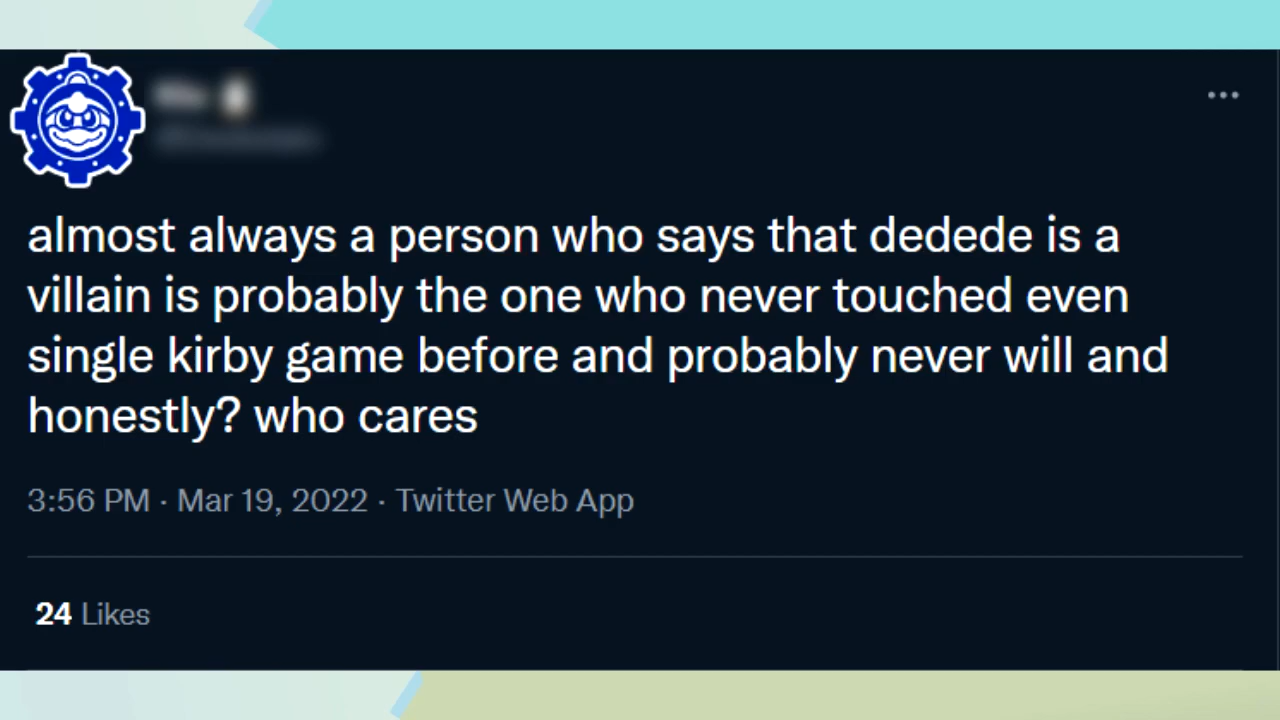 almost always a person who says that dedede is a
villain is probably the one who never touched even
single kirby game before and probably never will and
honestly? who cares
3:56 PM · Mar 19, 2022 · Twitter Web App
24 Likes